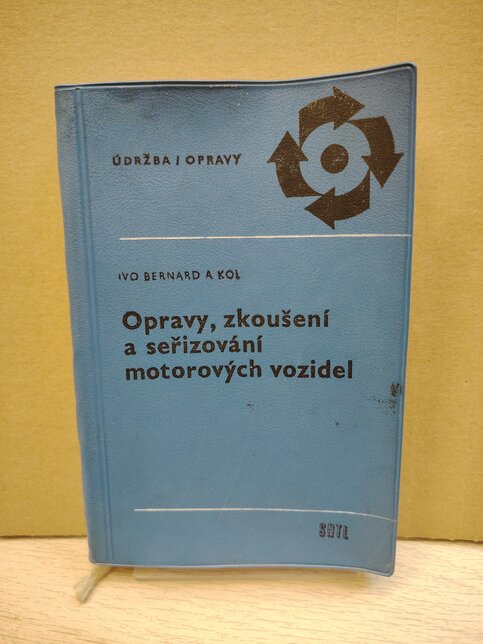 ÚDRŽBA / OPRAVY
IVO BERNARD A KOL
Opravy, zkoušení
a seřizování
motorových vozidel
SNTL